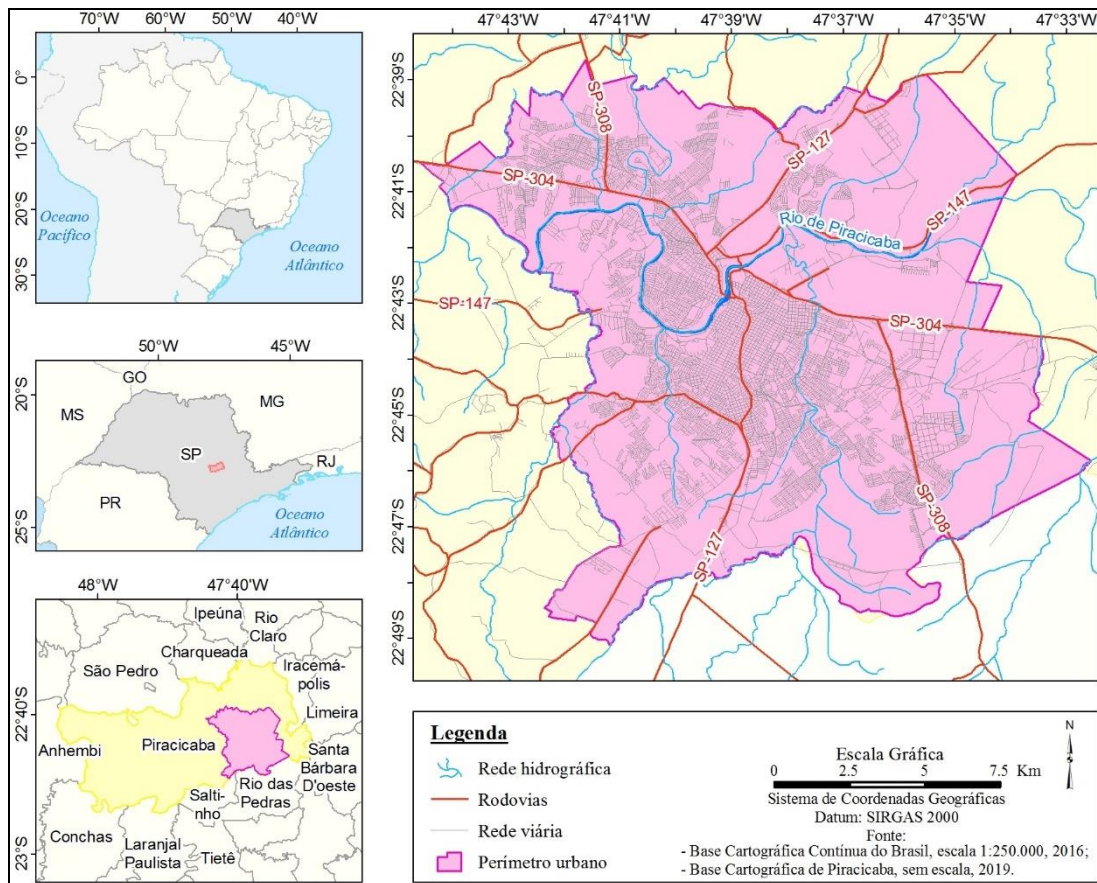 70°W 60°W 50°W 40°W
0°
10°S
20°S
30°S
Oceano
Pacífico
Oceano
Atlântico
50°W 45°W
20°S
25°S
GO
MS
MG
SP
RJ
PR
Oceano
Atlântico
48°W 47°40'W
22°40'S
23°S
Ipeúna
Rio
Claro
Charqueada
São Pedro
Iracemá-
polis
Limeira
Anhembi
Piracicaba
Santa
Bárbara
D'oeste
Rio das
Pedras
Salti-
nho
Conchas
Laranjal
Paulista
Tietê
47°43'W 47°41'W 47°39'W 47°37'W 47°35'W 47°33'W
22°39'S
22°41'S
22°43'S
22°45'S
22°47'S
22°49'S
SP-308
SP-127
SP-304
SP-147
Rio de Piracicaba
SP-147
SP-304
SP-308
SP-127
Legenda
Rede hidrográfica
Rodovias
Rede viária
Perímetro urbano
N
Escala Gráfica
0 2.5 5 7.5 Km
Sistema de Coordenadas Geográficas
Datum: SIRGAS 2000
Fonte:
- Base Cartográfica Contínua do Brasil, escala 1:250.000, 2016;
- Base Cartográfica de Piracicaba, sem escala, 2019.